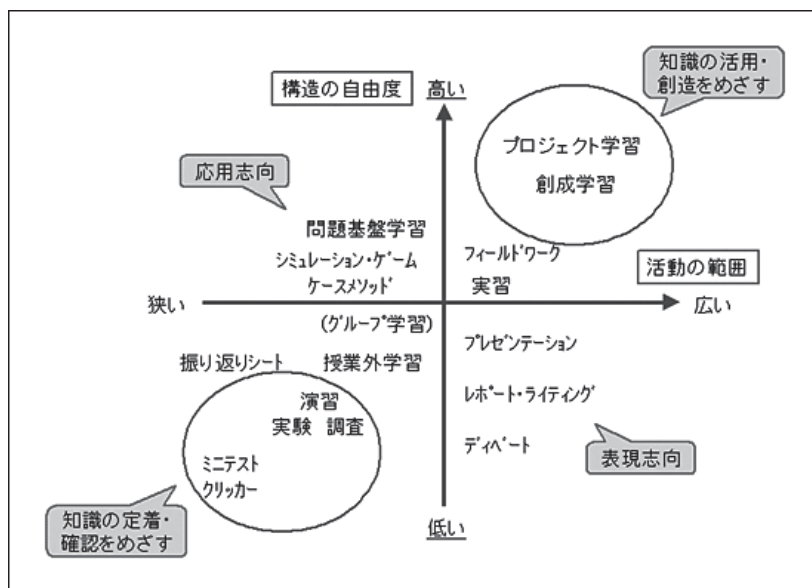 知識の活用・
創造をめざす
構造の自由度
高い
プロジェクト学習
創成学習
応用志向
問題基盤学習
シミュレーション・ゲーム
ケースメソッド
フィールドワーク
実習
活動の範囲
狭い
広い
(グループ学習)
プレゼンテーション
振り返りシート
授業外学習
レポート・ライティング
演習
実験 調査
ディベート
表現志向
ミニテスト
クリッカー
知識の定着・
確認をめざす
低い